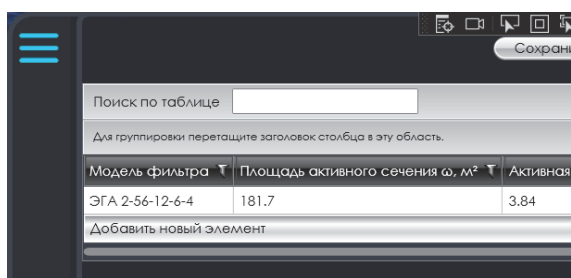 Сохрани
Поиск по таблице
Для группировки перетащите заголовок столбца в эту область.
Модель фильтра Площадь активного сечения ω, м² Активная
ЭГА 2-56-12-6-4 181.7 3.84
Добавить новый элемент